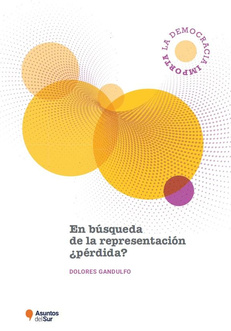 LA DEMOCRACIA IMPORTA
En búsqueda
de la representación
¿pérdida?
DOLORES GANDULFO
Asuntos
delSur